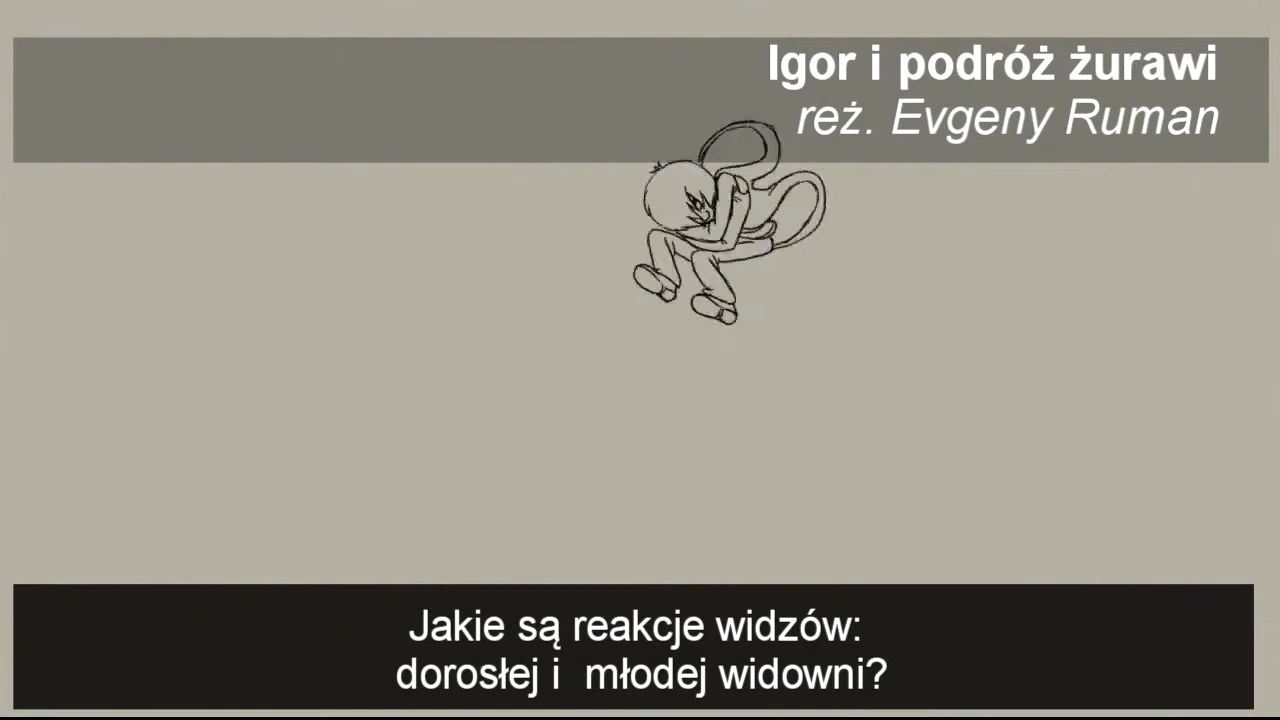 Igor i podróż żurawi
reż. Evgeny Ruman
Jakie są reakcje widzów:
dorosłej i  młodej widowni?